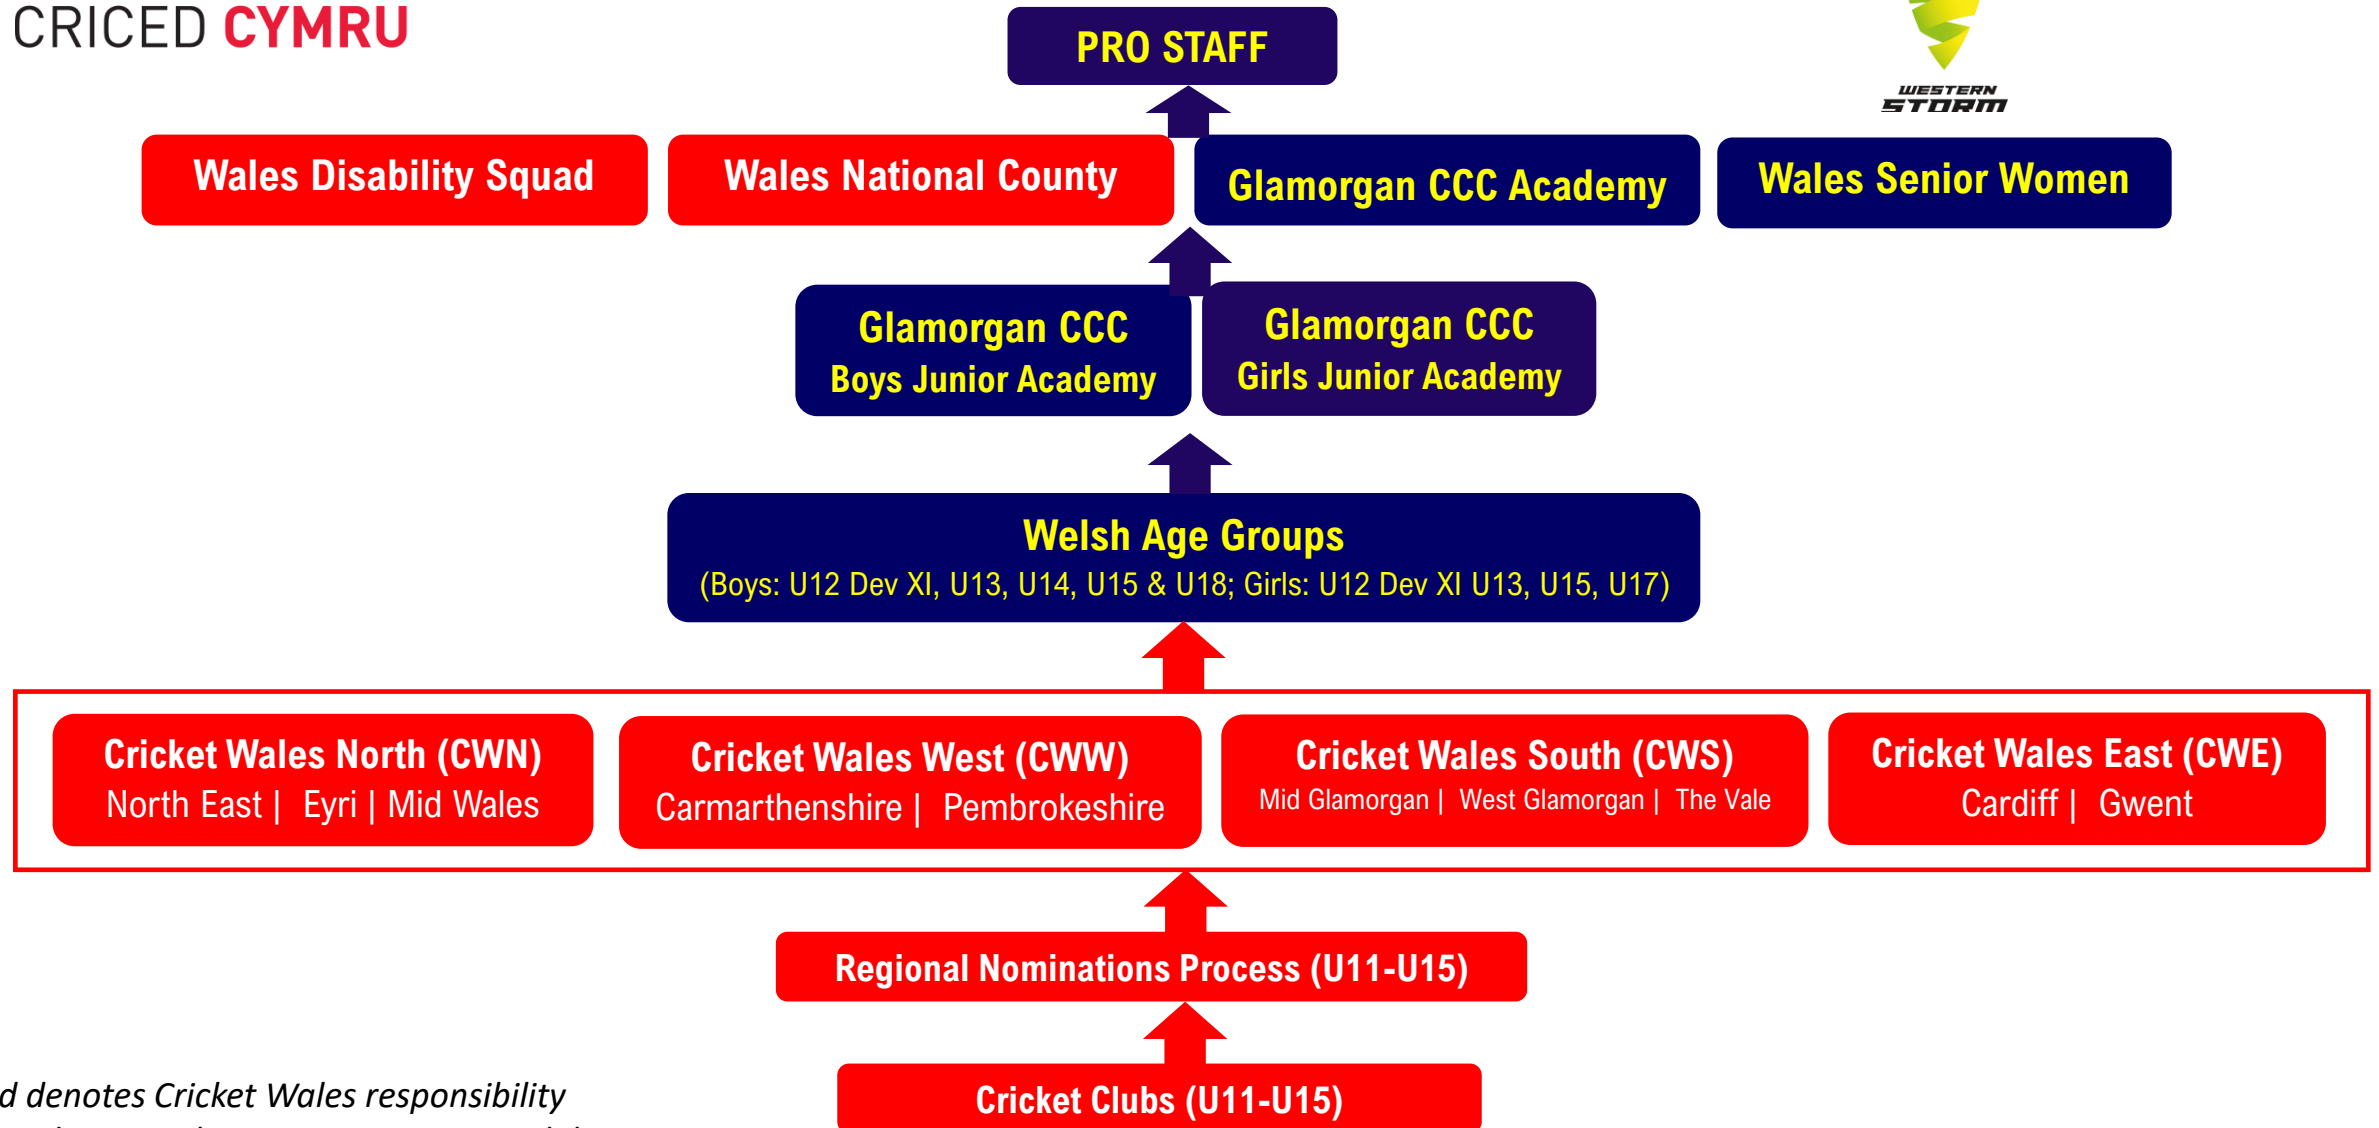 CRICED CYMRU
PRO STAFF
WESTERN
STORM
Wales Disability Squad
Wales National County
Glamorgan CCC Academy
Wales Senior Women
Glamorgan CCC
Boys Junior Academy
Glamorgan CCC
Girls Junior Academy
Welsh Age Groups
(Boys: U12 Dev XI, U13, U14, U15 & U18; Girls: U12 Dev XI U13, U15, U17)
Cricket Wales North (CWN)
North East | Eyri | Mid Wales
Cricket Wales West (CWW)
Carmarthenshire | Pembrokeshire
Cricket Wales South (CWS)
Mid Glamorgan | West Glamorgan | The Vale
Cricket Wales East (CWE)
Cardiff | Gwent
Regional Nominations Process (U11-U15)
Cricket Clubs (U11-U15)
denotes Cricket Wales responsibility